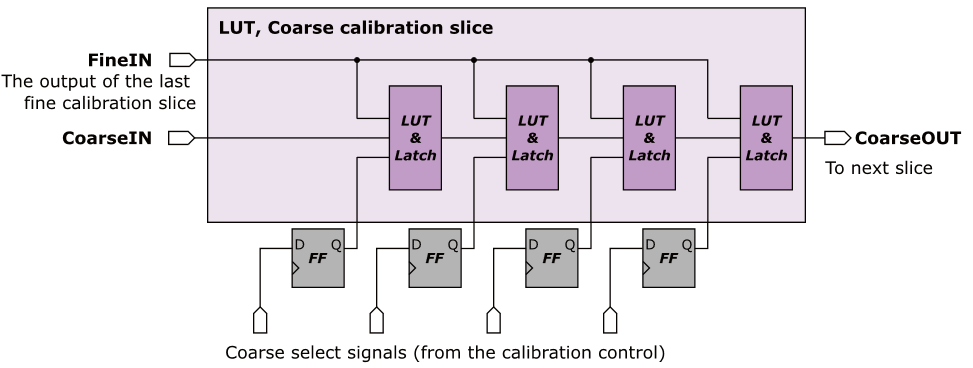 LUT, Coarse calibration slice
FineIN
The output of the last
fine calibration slice
CoarseIN
LUT
&
Latch
LUT
&
Latch
LUT
&
Latch
LUT
&
Latch
CoarseOUT
To next slice
D Q
FF
D Q
FF
D Q
FF
D Q
FF
Coarse select signals (from the calibration control)